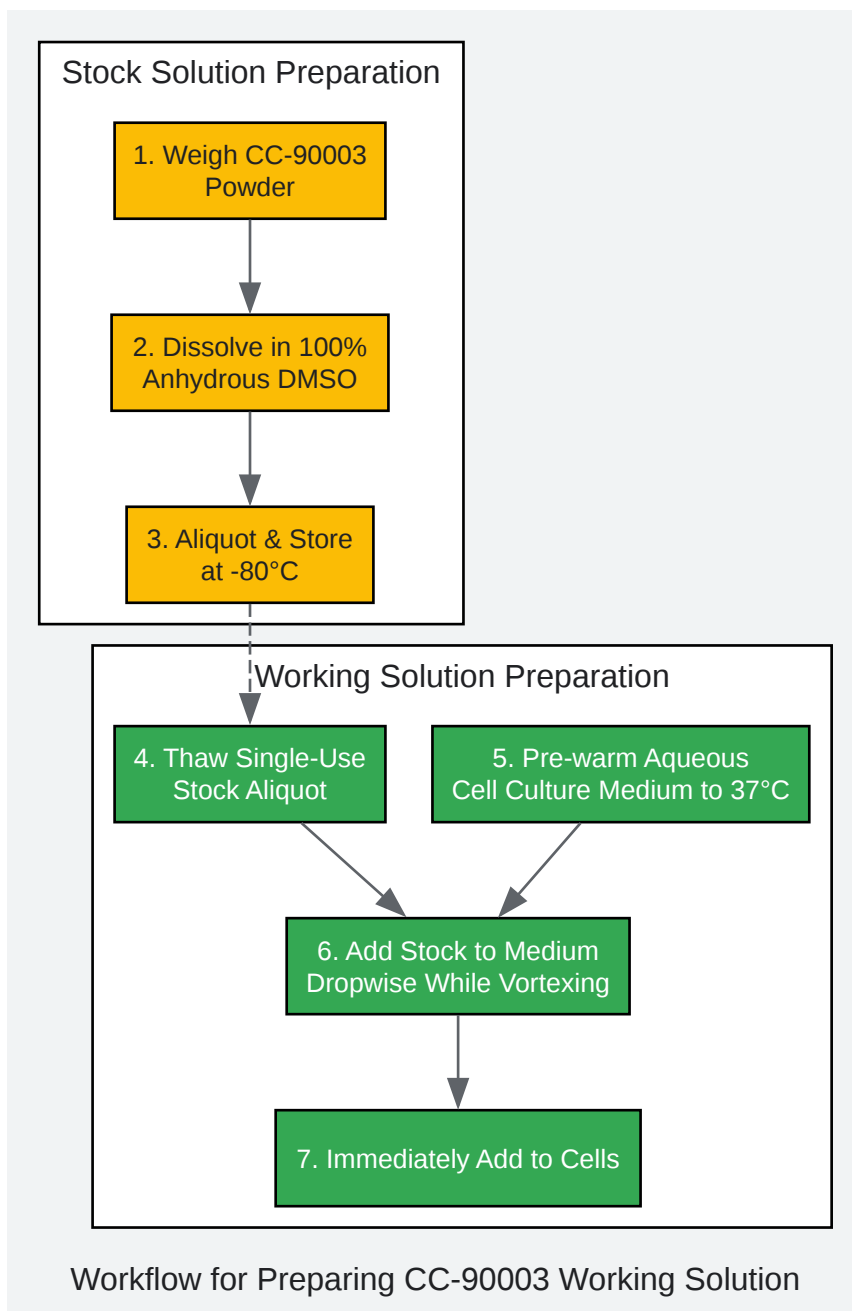 Stock Solution Preparation
1. Weigh CC-90003
Powder
2. Dissolve in 100%
Anhydrous DMSO
3. Aliquot & Store
at -80°C
Working Solution Preparation
4. Thaw Single-Use
Stock Aliquot
5. Pre-warm Aqueous
Cell Culture Medium to 37°C
6. Add Stock to Medium
Dropwise While Vortexing
7. Immediately Add to Cells
Workflow for Preparing CC-90003 Working Solution